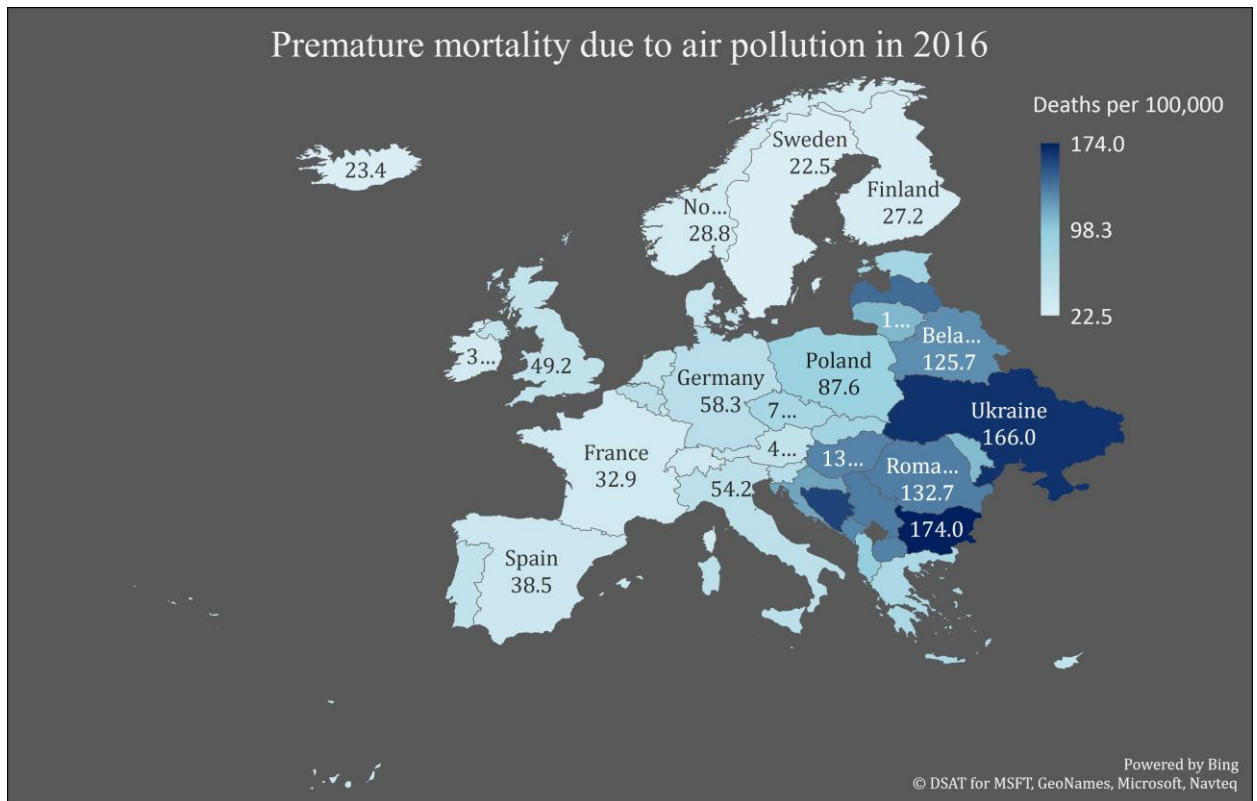 Premature mortality due to air pollution in 2016
Deaths per 100,000
174.0
98.3
22.5
23.4
Sweden
22.5
Finland
27.2
No...
28.8
3...
49.2
1...
Bela...
125.7
Poland
87.6
Germany
58.3
7...
Ukraine
166.0
France
32.9
4...
13...
Roma...
132.7
54.2
174.0
Spain
38.5
Powered by Bing
© DSAT for MSFT, GeoNames, Microsoft, Navteq